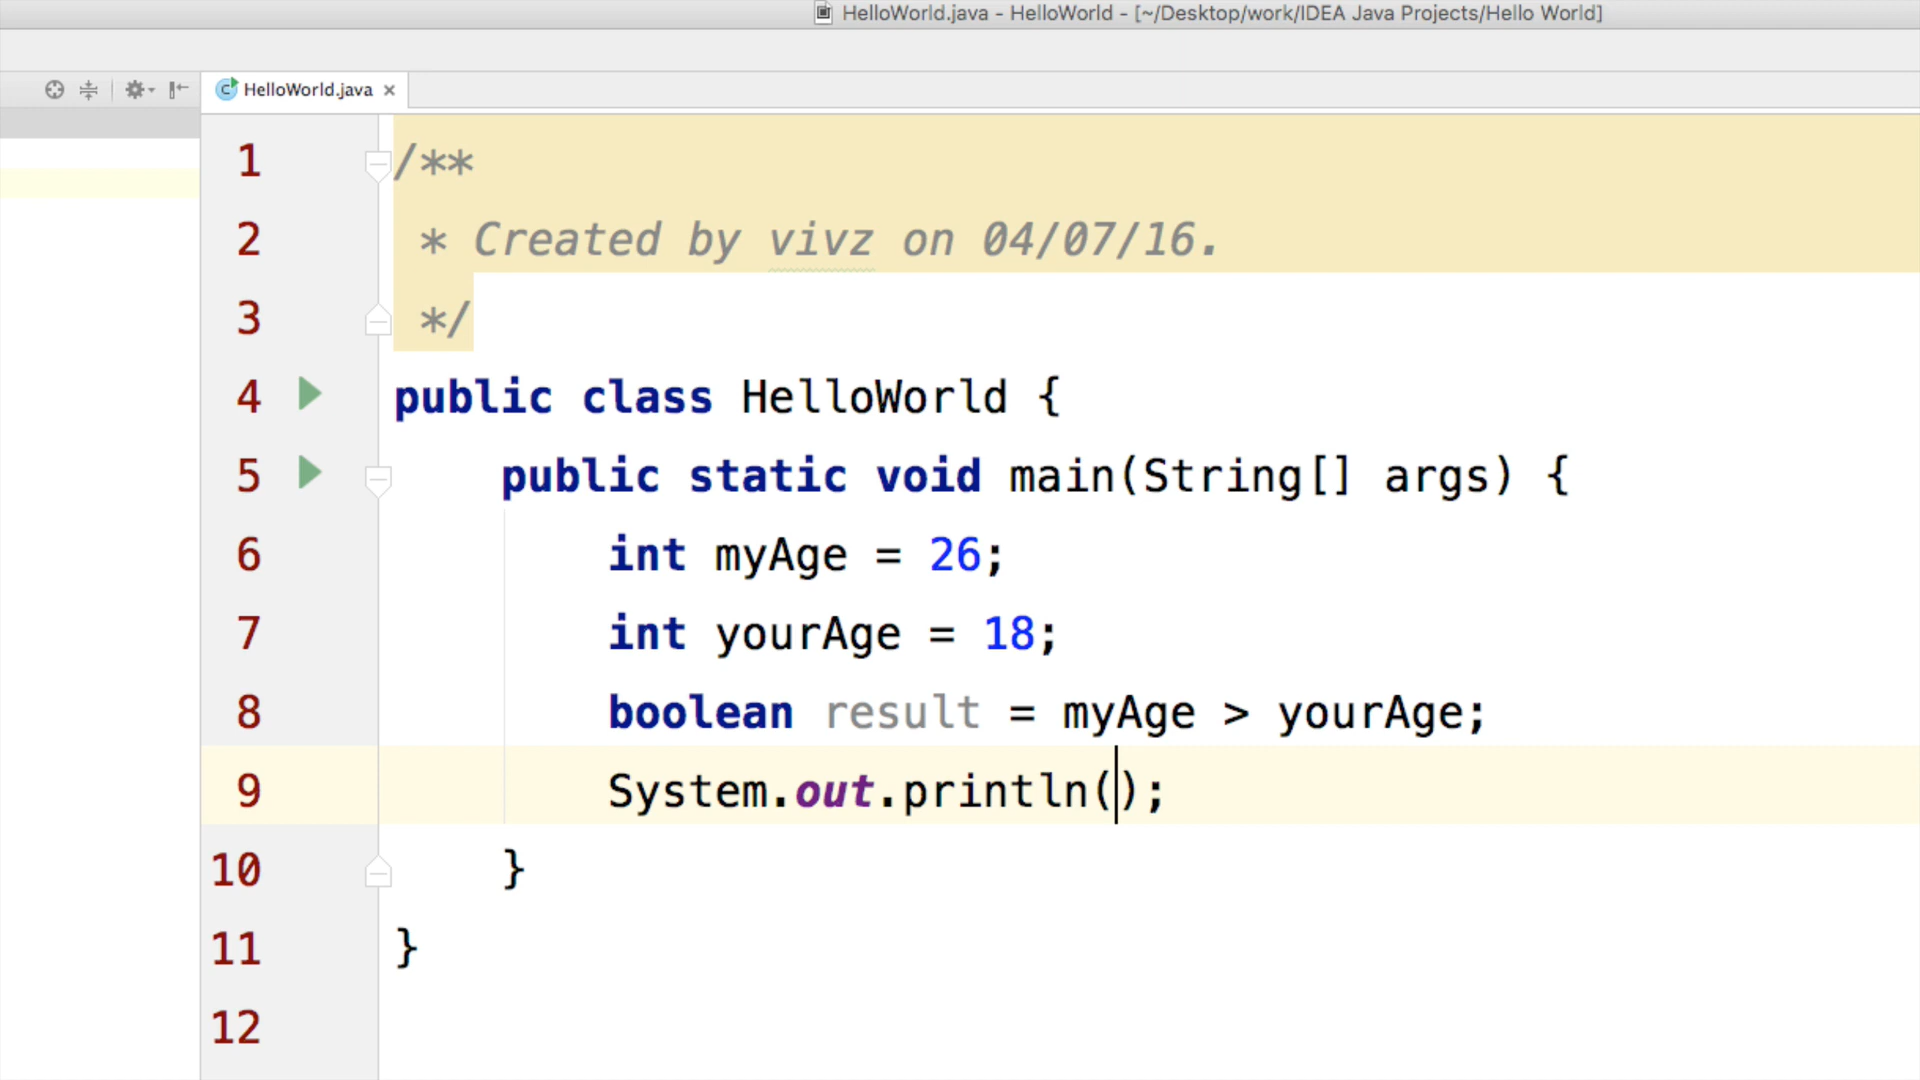 HelloWorld.java - HelloWorld - [~/Desktop/work/IDEA Java Projects/Hello World]
HelloWorld.java
1 /**
2 * Created by vivz on 04/07/16.
3 */
4 public class HelloWorld {
5 public static void main(String[] args) {
6 int myAge = 26;
7 int yourAge = 18;
8 boolean result = myAge > yourAge;
9 System.out.println();
10 }
11 }
12